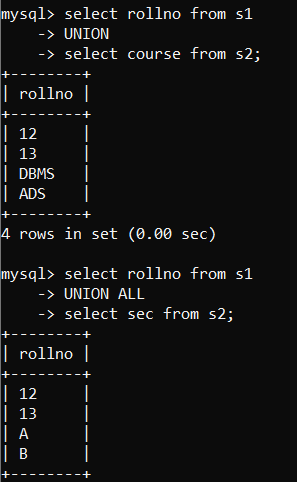 mysql> select rollno from s1
    -> UNION
    -> select course from s2;
+--------+
| rollno |
+--------+
| 12     |
| 13     |
| DBMS   |
| ADS    |
+--------+
4 rows in set (0.00 sec)

mysql> select rollno from s1
    -> UNION ALL
    -> select sec from s2;
+--------+
| rollno |
+--------+
| 12     |
| 13     |
| A      |
| B      |
+--------+